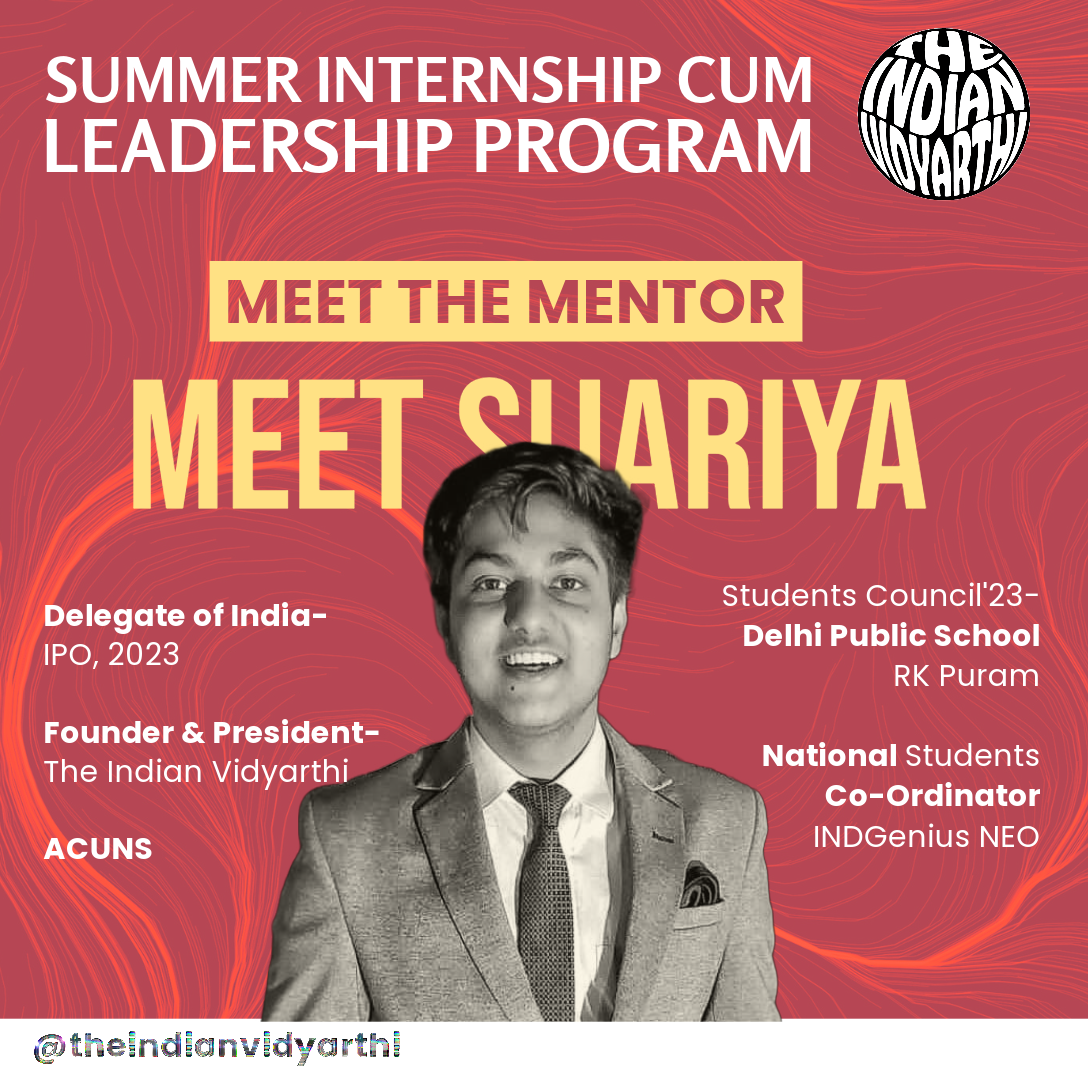 SUMMER INTERNSHIP CUM
LEADERSHIP PROGRAM
THE
INDIAN
VIDYARTHI
MEET THE MENTOR
MEET SHARIYA
Delegate of India-
IPO, 2023
Founder & President-
The Indian Vidyarthi
ACUNS
Students Council'23-
Delhi Public School
RK Puram
National Students
Co-Ordinator
INDGenius NEO
@theindianvidyarthi